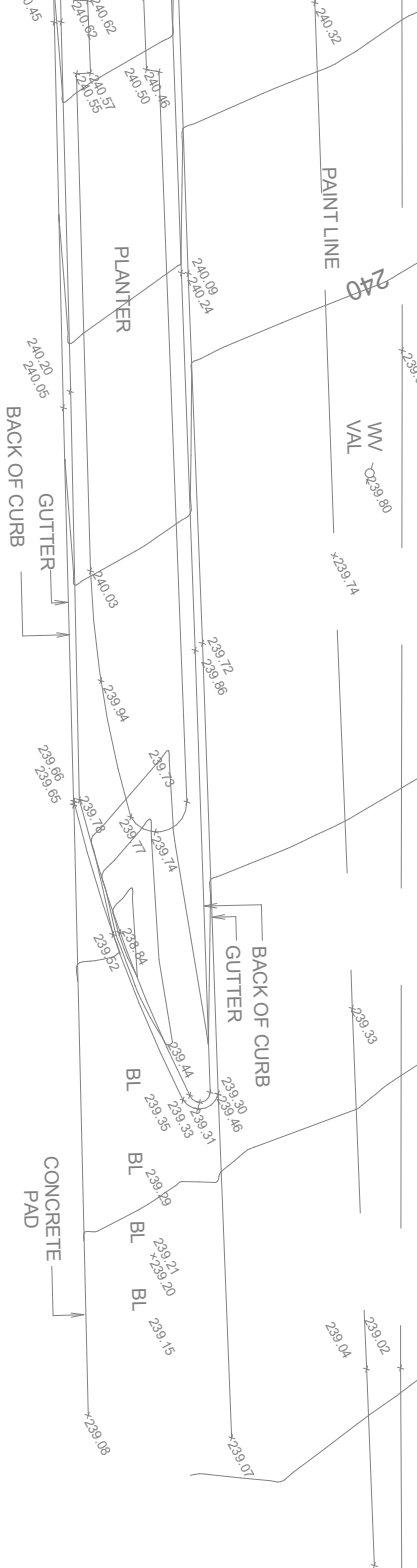 240.62
240.62
240.32
240.57
240.55
240.46
240.50
PAINT LINE
PLANTER
240.09
240.24
240
240.20
240.05
BACK OF CURB
GUTTER
WV
VAL
239.80
239.74
240.03
239.72
239.86
239.94
239.73
239.66
239.65
239.78
239.77
239.74
238.84
239.52
BACK OF CURB
GUTTER
239.33
239.44
239.30
239.46
239.31
239.33
239.35
BL
BL
239.29
BL
239.21
239.20
BL
239.15
CONCRETE
PAD
239.02
239.04
239.08
239.07